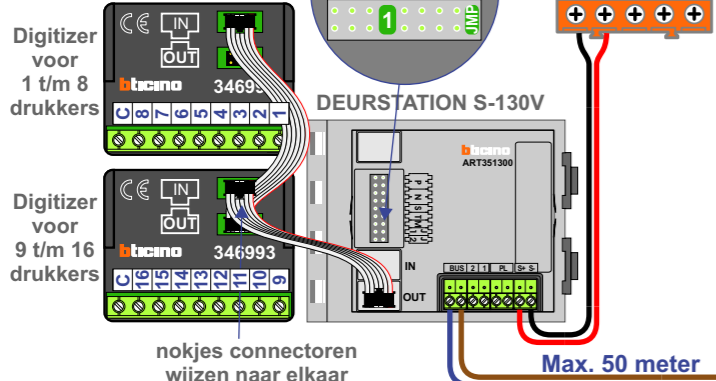 Digitizer
voor
1 t/m 8
drukkers
IN
OUT
bticino
C 8 7 6 5 4 3 2 1
Digitizer
voor
9 t/m 16
drukkers
IN
OUT
bticino 346993
C 16 15 14 13 12 11 10 9
nokjes connectoren
wijzen naar elkaar
1 JMP
DEURSTATION S-130V
bticino
ART351300
P N S T M J1 J2
IN
OUT
BUS 2 1 PL S+ S-
Max. 50 meter